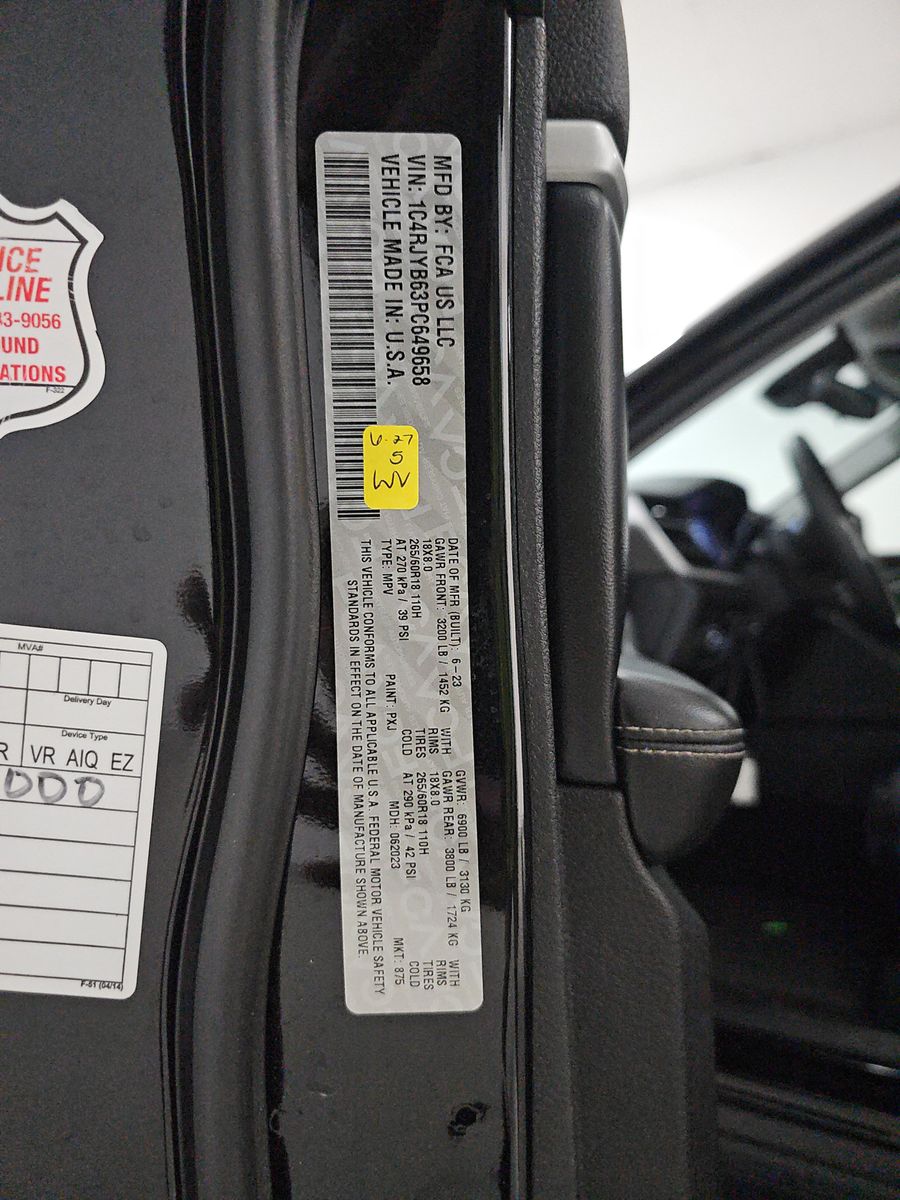 MFD BY: FCA US LLC
VIN: 1C4RJYB63PC649658
VEHICLE MADE IN: U.S.A.
DATE OF MFR (BUILT): 6-23 GVWR: 6900 LB / 3130 KG
GAWR FRONT: 3200 LB / 1452 KG WITH GAWR REAR: 3800 LB / 1724 KG WITH
18X8.0 RIMS 18X8.0 RIMS
265/60R18 110H TIRES 265/60R18 110H TIRES
AT 270 kPa / 39 PSI COLD AT 290 kPa / 42 PSI COLD
TYPE: MPV PAINT: PXJ MDH: 062023 MKT: 875
THIS VEHICLE CONFORMS TO ALL APPLICABLE U.S.A. FEDERAL MOTOR VEHICLE SAFETY
STANDARDS IN EFFECT ON THE DATE OF MANUFACTURE SHOWN ABOVE.
ICE
LINE
33-9056
UND
ATIONS
F-322
MVA#
Delivery Day
Device Type
R VR AIQ EZ
000
F-51 (04/14)